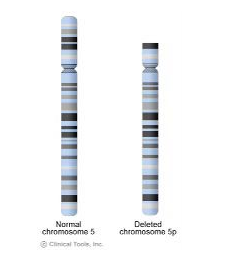 Normal
chromosome 5
Deleted
chromosome 5p
© Clinical Tools, Inc.